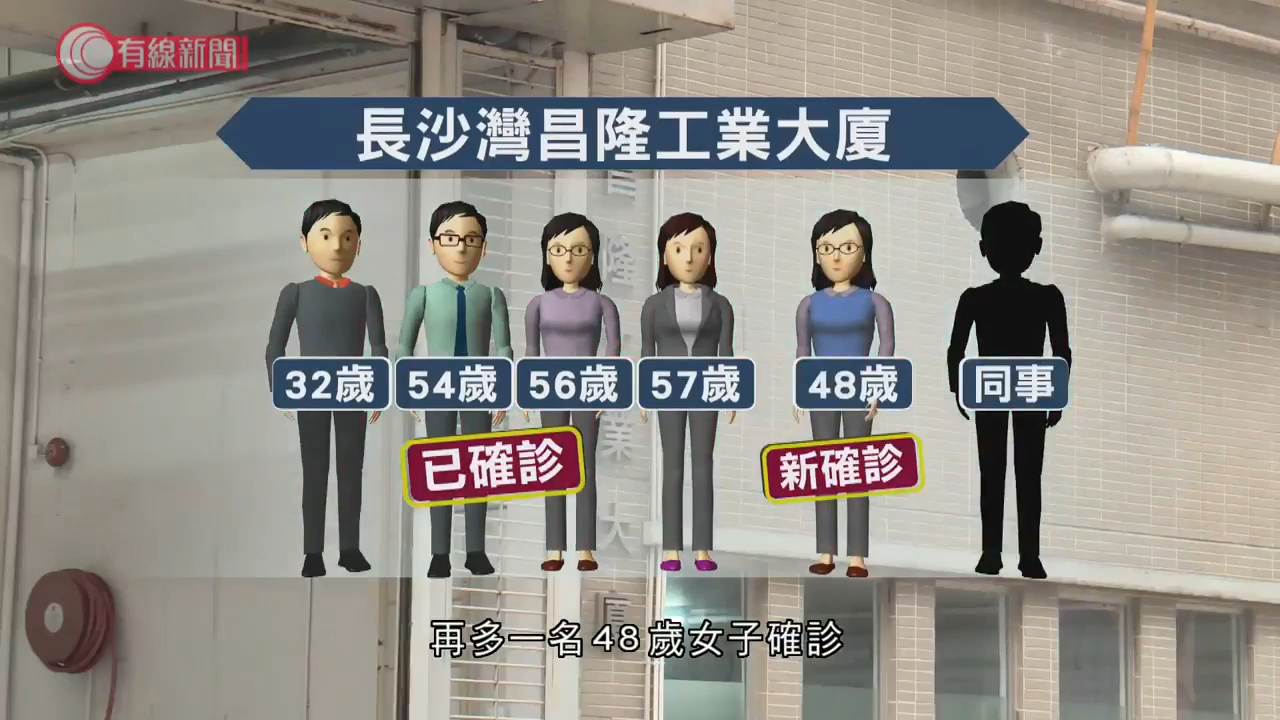 有線新聞
長沙灣昌隆工業大廈
32歲
54歲
56歲
57歲
48歲
同事
已確診
新確診
再多一名48歲女子確診